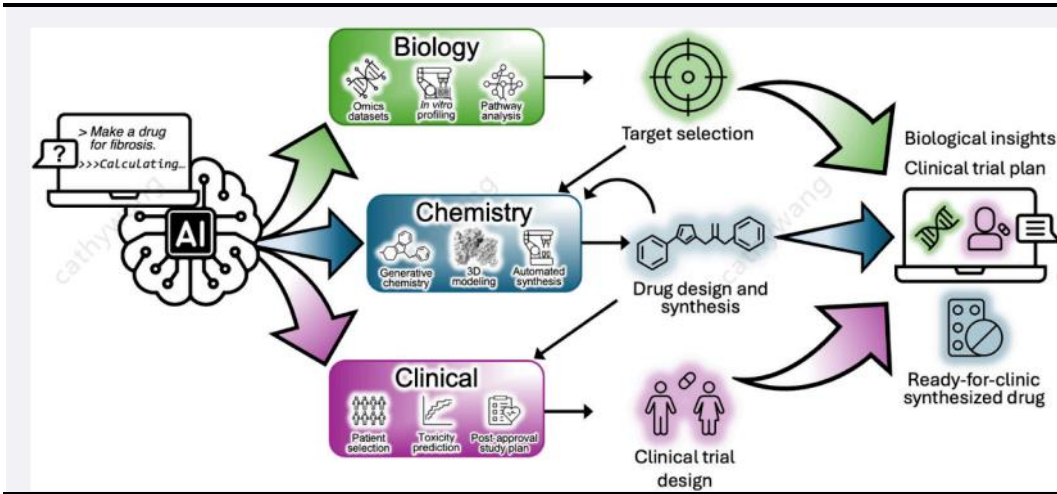 > Make a drug
for fibrosis.
>>>Calculating…
?
AI
Biology
Omics
datasets
In vitro
profiling
Pathway
analysis
Target selection
Chemistry
Generative
chemistry
3D
modeling
Automated
synthesis
Drug design and
synthesis
Clinical
Patient
selection
Toxicity
prediction
Post-approval
study plan
Clinical trial
design
Biological insights
Clinical trial plan
Ready-for-clinic
synthesized drug